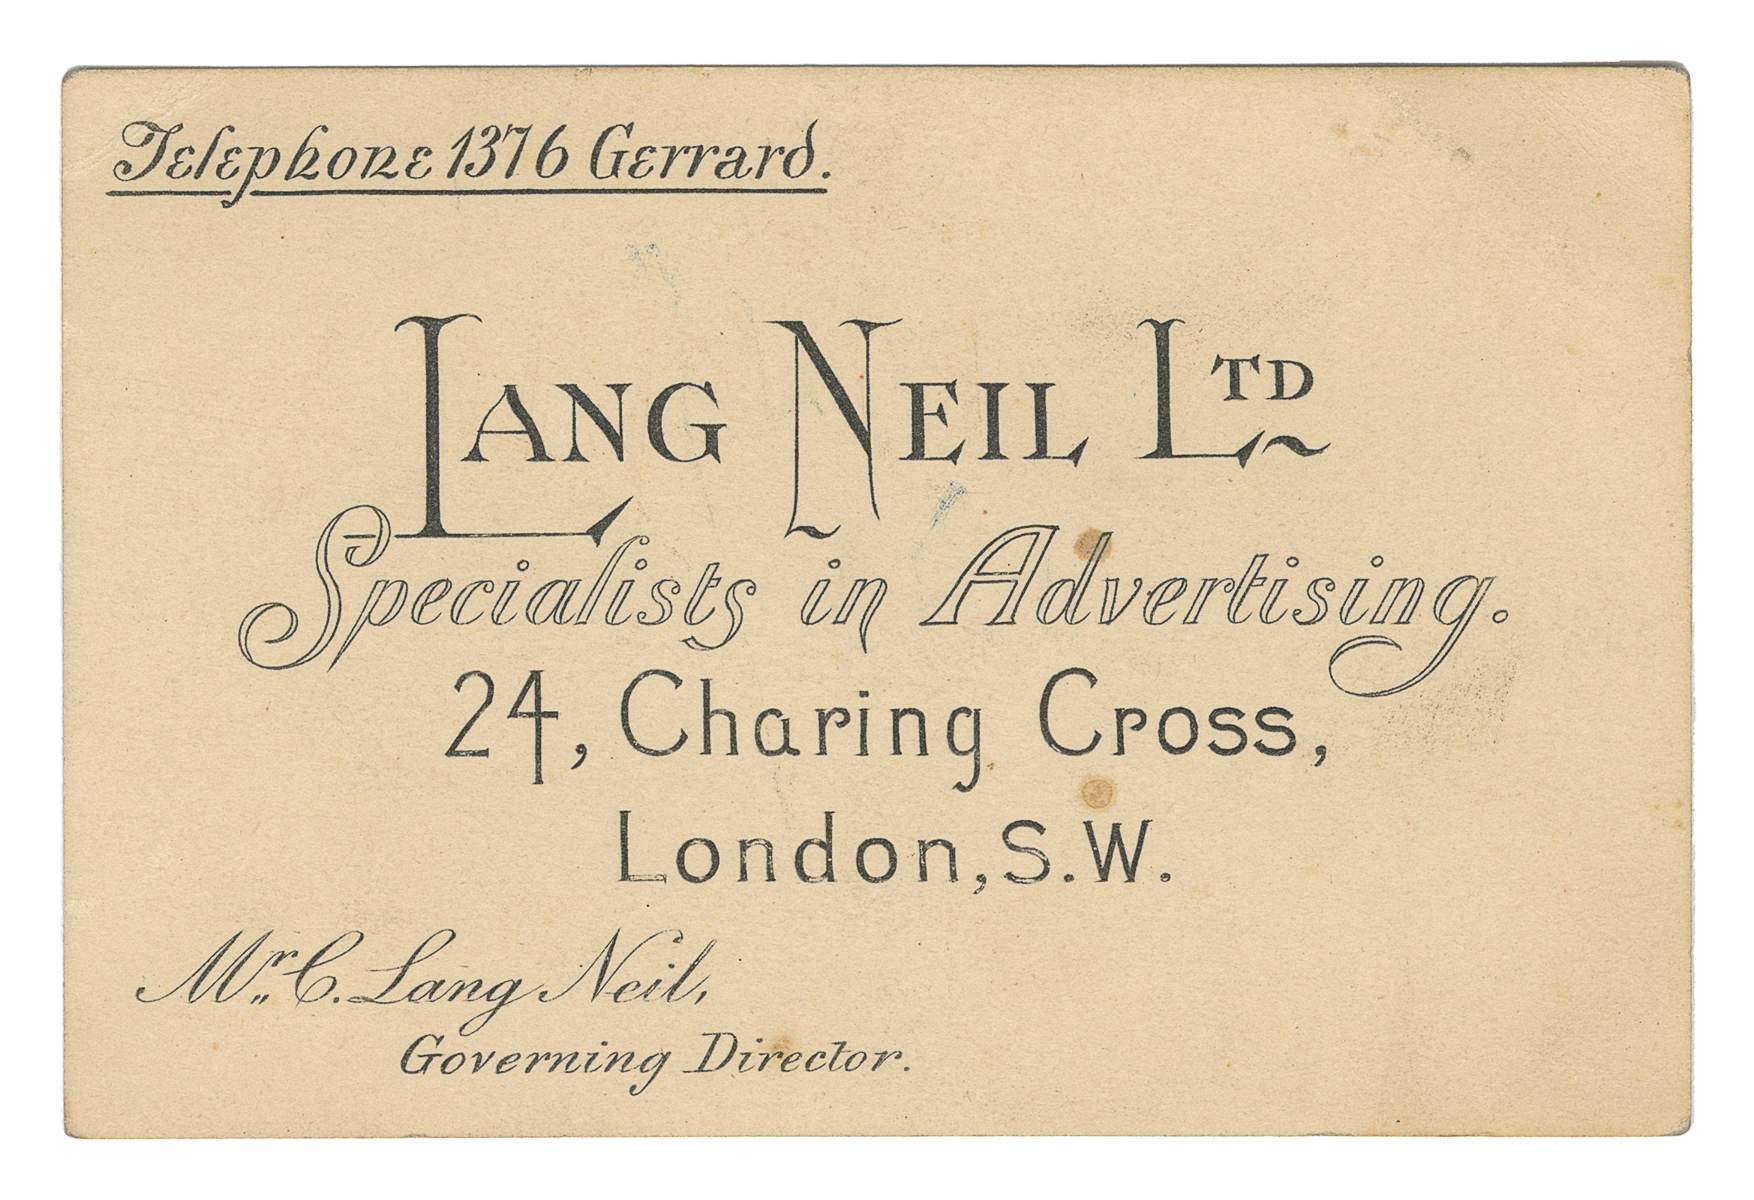 Telephone 1376 Gerrard.
LANG NEIL LTD
Specialists in Advertising.
24, Charing Cross,
London, S.W.
Mr. C. Lang Neil,
Governing Director.